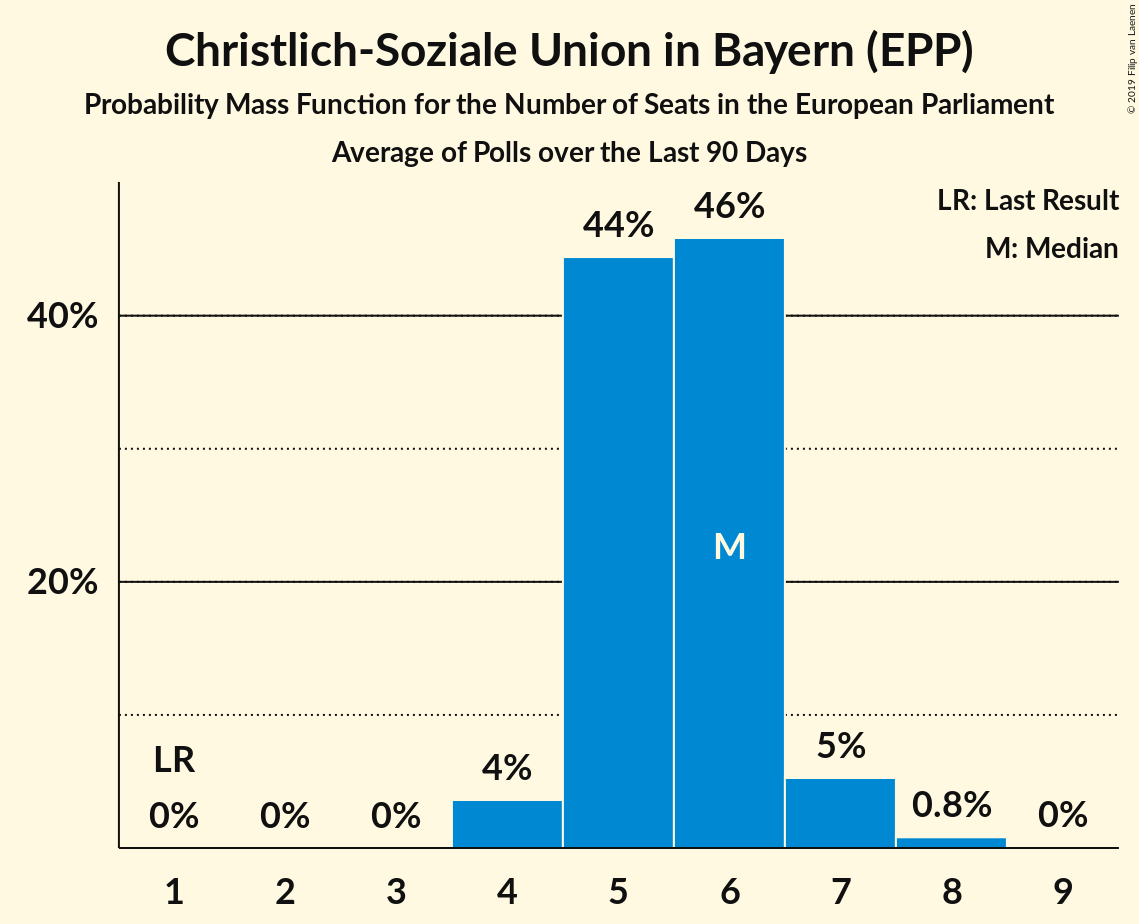 Christlich-Soziale Union in Bayern (EPP)
Probability Mass Function for the Number of Seats in the European Parliament
Average of Polls over the Last 90 Days
© 2019 Filip van Laenen
LR: Last Result
M: Median
44%
46%
40%
M
20%
LR
0%
0%
0%
4%
5%
0.8%
0%
1 2 3 4 5 6 7 8 9